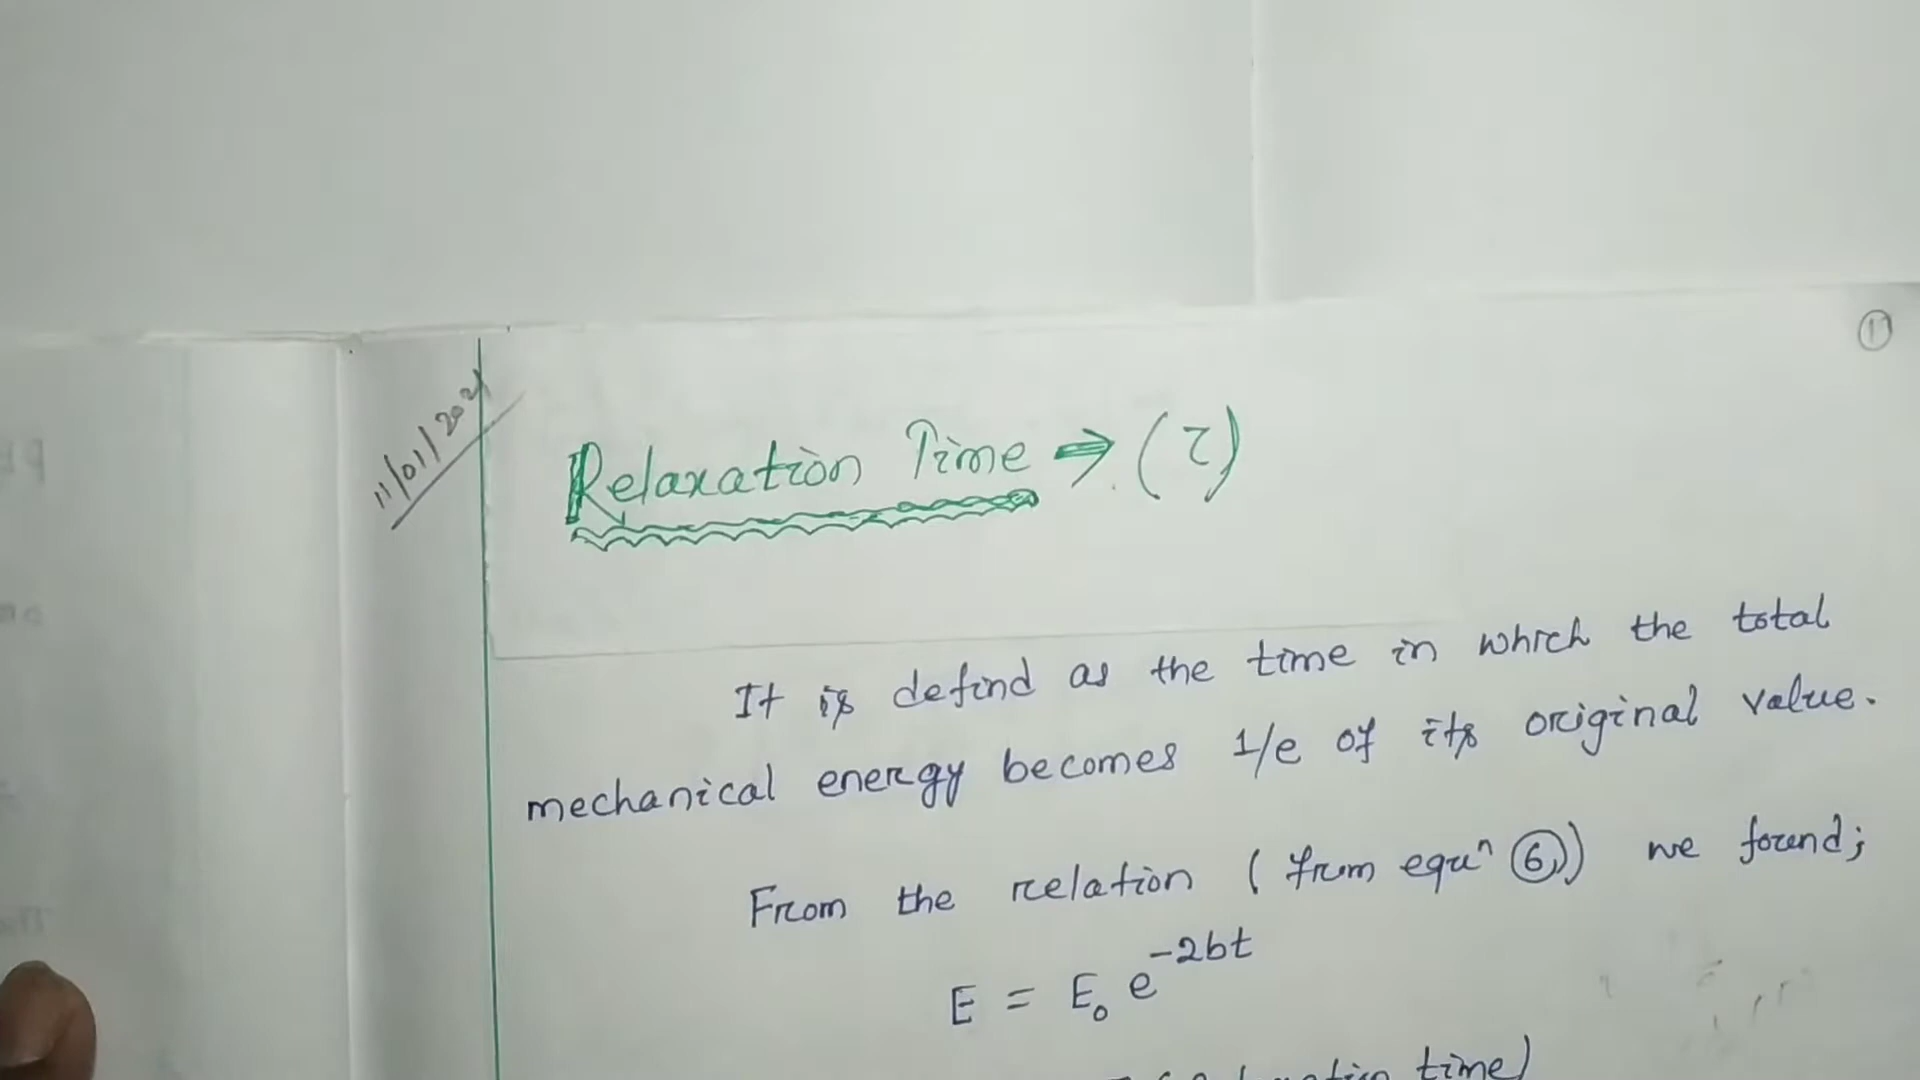 11/01/2021
Relaxation Time ⇒ (τ)
It is defind as the time in which the total
mechanical energy becomes 1/e of its original value.
From the relation ( from equⁿ ⑥) we found;
E = E₀ e^{-2bt}
time)